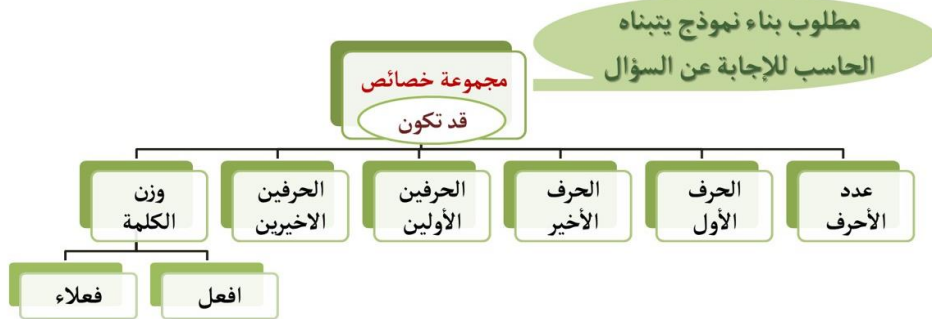 مطلوب بناء نموذج يتبناه
الحاسب للإجابة عن السؤال
مجموعة خصائص
قد تكون
عدد
الأحرف
الحرف
الأول
الحرف
الأخير
الحرفين
الأولين
الحرفين
الاخيرين
وزن
الكلمة
افعل
فعلاء